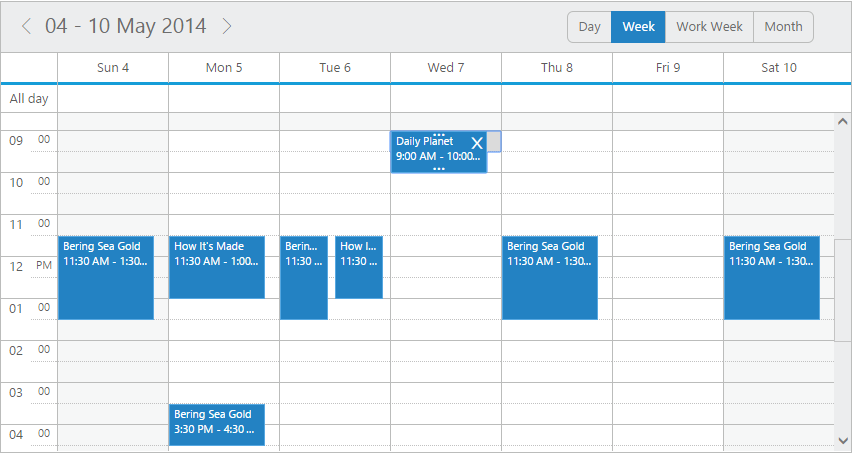 04 - 10 May 2014
Day Week Work Week Month
Sun 4 Mon 5 Tue 6 Wed 7 Thu 8 Fri 9 Sat 10
All day
09 00
Daily Planet X
9:00 AM - 10:00...
10 00
11 00
Bering Sea Gold How It's Made Berin... How I... Bering Sea Gold Bering Sea Gold
11:30 AM - 1:30... 11:30 AM - 1:00... 11:30 ... 11:30 ... 11:30 AM - 1:30... 11:30 AM - 1:30...
12 PM
01 00
02 00
03 00
Bering Sea Gold
3:30 PM - 4:30 ...
04 00